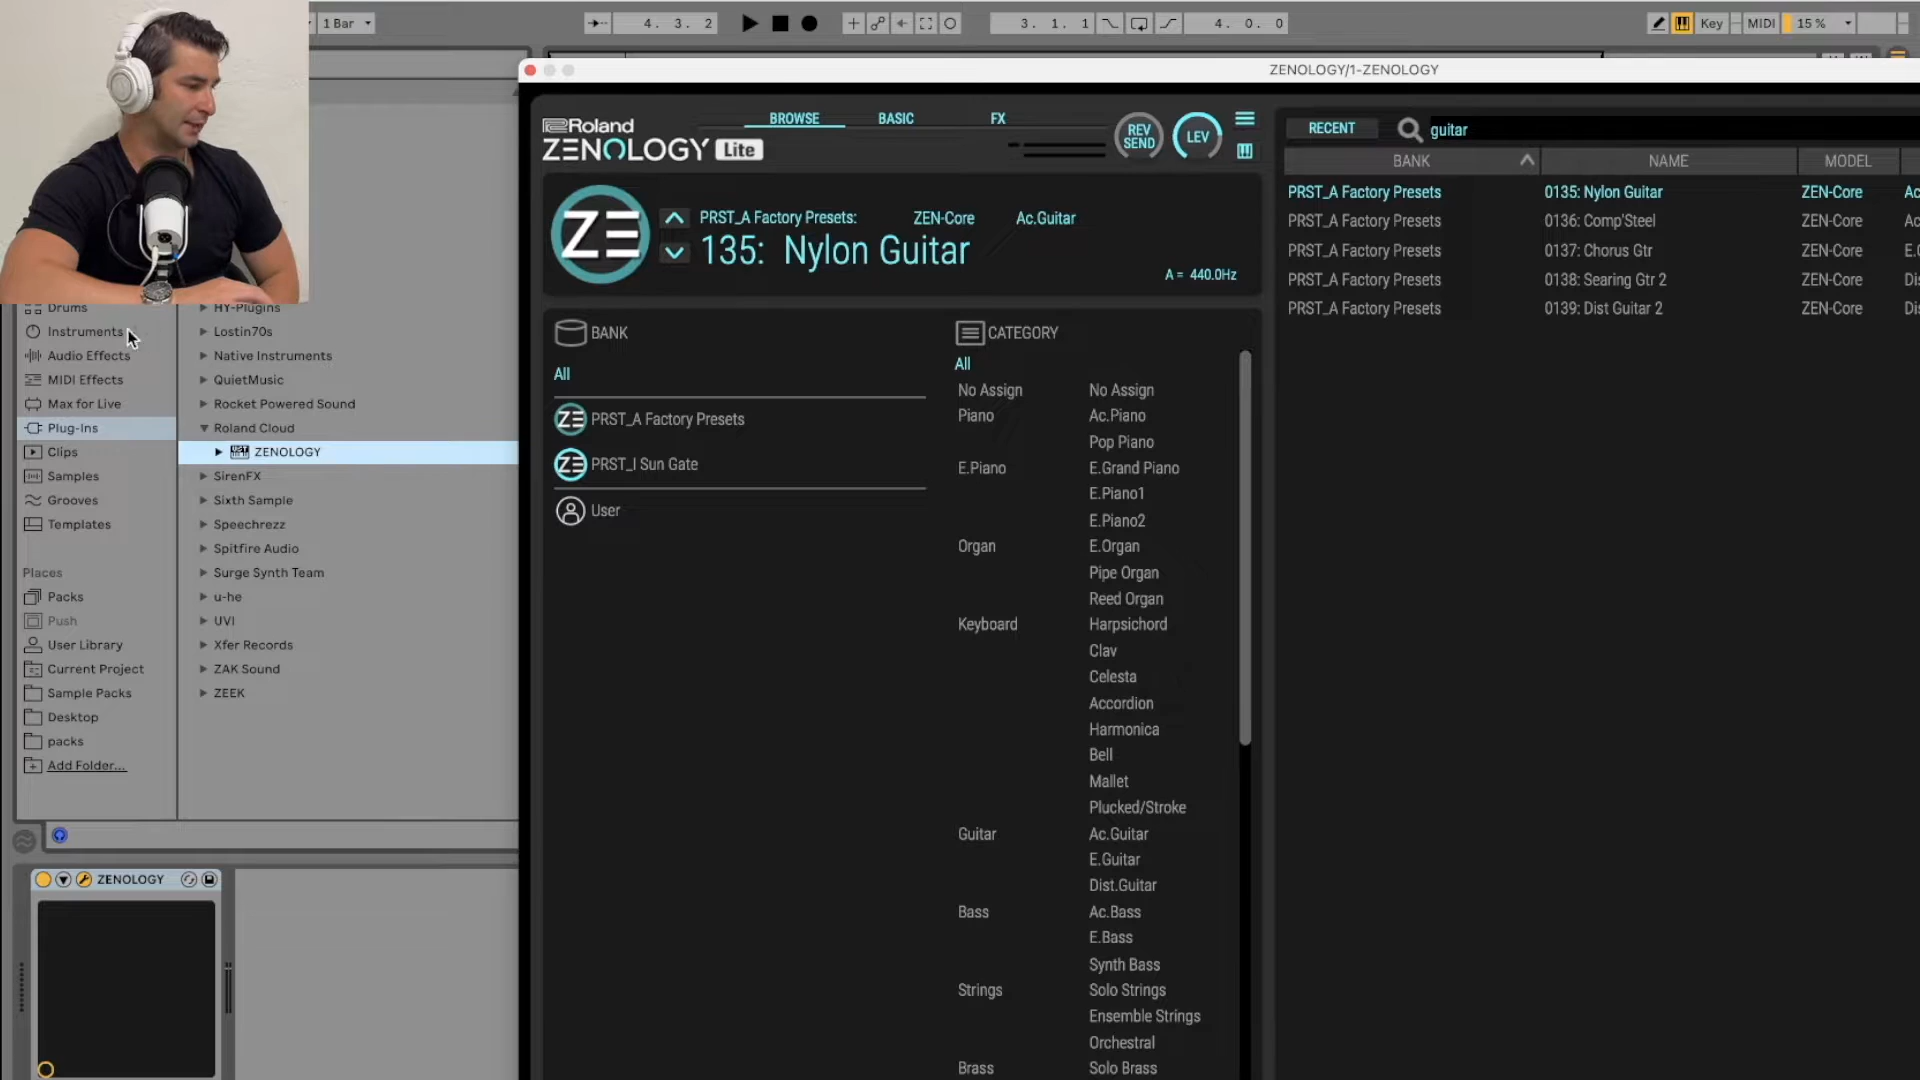 1 Bar
4. 3. 2
3. 1. 1
4. 0. 0
Key
MIDI
15 %
ZENOLOGY/1-ZENOLOGY
Roland
ZENOLOGY Lite
BROWSE
BASIC
FX
REV SEND
LEV
PRST_A Factory Presets:
ZEN-Core
Ac.Guitar
135: Nylon Guitar
A = 440.0Hz
RECENT
guitar
BANK
NAME
MODEL
PRST_A Factory Presets 0135: Nylon Guitar ZEN-Core
PRST_A Factory Presets 0136: Comp'Steel ZEN-Core
PRST_A Factory Presets 0137: Chorus Gtr ZEN-Core
PRST_A Factory Presets 0138: Searing Gtr 2 ZEN-Core
PRST_A Factory Presets 0139: Dist Guitar 2 ZEN-Core
BANK
All
PRST_A Factory Presets
PRST_I Sun Gate
User
CATEGORY
All
No Assign No Assign
Piano Ac.Piano
Pop Piano
E.Piano E.Grand Piano
E.Piano1
E.Piano2
Organ E.Organ
Pipe Organ
Reed Organ
Keyboard Harpsichord
Clav
Celesta
Accordion
Harmonica
Bell
Mallet
Plucked/Stroke
Guitar Ac.Guitar
E.Guitar
Dist.Guitar
Bass Ac.Bass
E.Bass
Synth Bass
Strings Solo Strings
Ensemble Strings
Orchestral
Brass Solo Brass
Drums
Instruments
Audio Effects
MIDI Effects
Max for Live
Plug-Ins
Clips
Samples
Grooves
Templates
Places
Packs
Push
User Library
Current Project
Sample Packs
Desktop
packs
Add Folder...
HY-Plugins
Lostin70s
Native Instruments
QuietMusic
Rocket Powered Sound
Roland Cloud
ZENOLOGY
SirenFX
Sixth Sample
Speechrezz
Spitfire Audio
Surge Synth Team
u-he
UVI
Xfer Records
ZAK Sound
ZEEK
ZENOLOGY